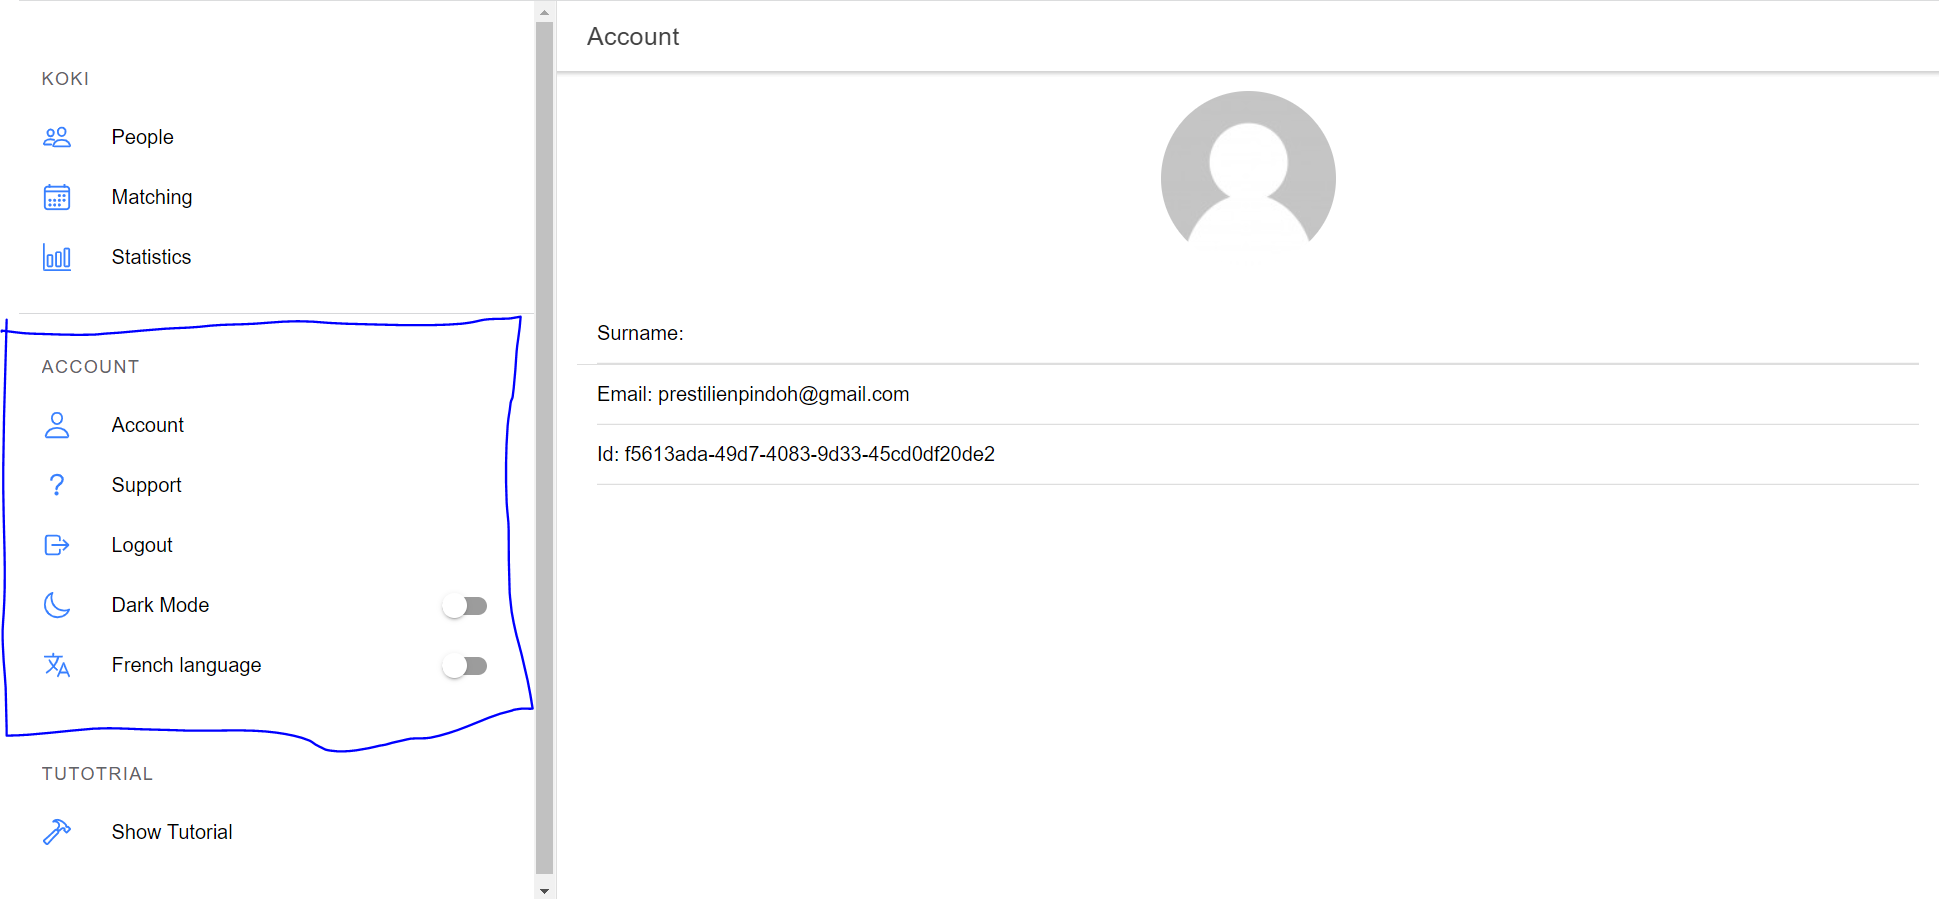 KOKI
People
Matching
Statistics
ACCOUNT
Account
Support
Logout
Dark Mode
French language
TUTOTRIAL
Show Tutorial
Account
Surname:
Email: prestilienpindoh@gmail.com
Id: f5613ada-49d7-4083-9d33-45cd0df20de2